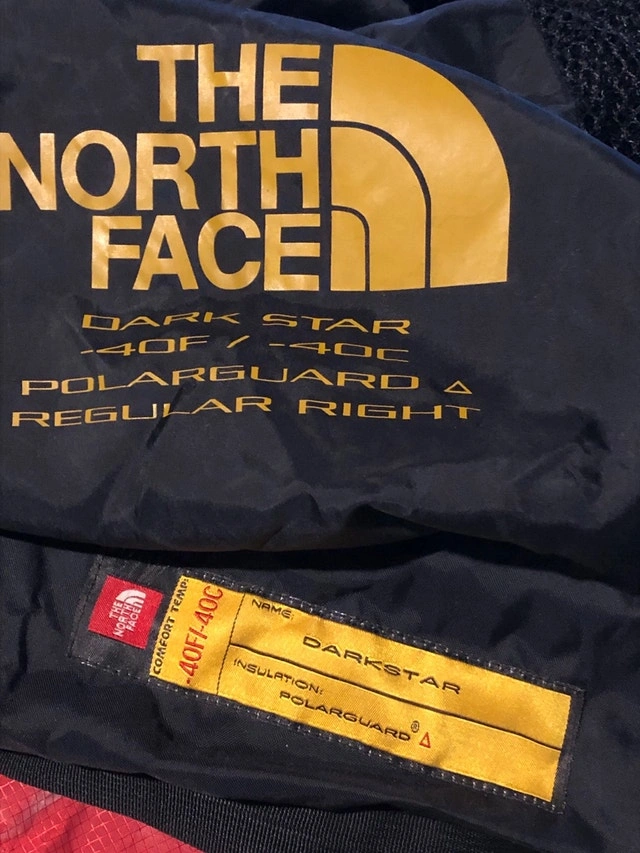 THE
NORTH
FACE
DARK STAR
-40F / -40C
POLARGUARD Δ
REGULAR RIGHT
THE
NORTH
FACE
COMFORT TEMP:
-40F/-40C
NAME:
DARKSTAR
INSULATION:
POLARGUARD® Δ